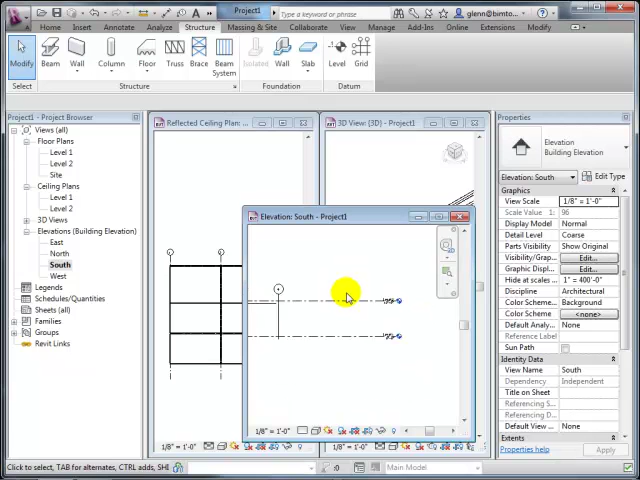 Project1
Type a keyword or phrase
glenn@bimto
Home
Insert
Annotate
Analyze
Structure
Massing & Site
Collaborate
View
Manage
Online
Extensions
Modify
Modify
Beam
Wall
Column
Floor
Truss
Brace
Beam
System
Isolated
Wall
Slab
Level
Grid
Select
Structure
Foundation
Datum
Project1 - Project Browser
Views (all)
Floor Plans
Level 1
Level 2
Site
Ceiling Plans
Level 1
Level 2
3D Views
Elevations (Building Elevation)
East
North
South
West
Legends
Schedules/Quantities
Sheets (all)
Families
Groups
Revit Links
Reflected Ceiling Plan:
3D View: {3D} - Project1
Elevation: South - Project1
1/8" = 1'-0"
1/8" = 1'-0"
1/8" = 1'-0"
Properties
Elevation
Building Elevation
Elevation: South
Edit Type
Graphics
View Scale 1/8" = 1'-0"
Scale Value 1: 96
Display Model Normal
Detail Level Coarse
Parts Visibility Show Original
Visibility/Grap... Edit...
Graphic Displ... Edit...
Hide at scales 1" = 400'-0"
Discipline Architectural
Color Scheme Background
Color Scheme <none>
Default Analy...
Reference Label
Sun Path
Identity Data
View Name South
Dependency Independent
Title on Sheet
Referencing S...
Referencing D...
Extents
Properties help
Apply
Click to select, TAB for alternates, CTRL adds, SHI
:0
Main Model